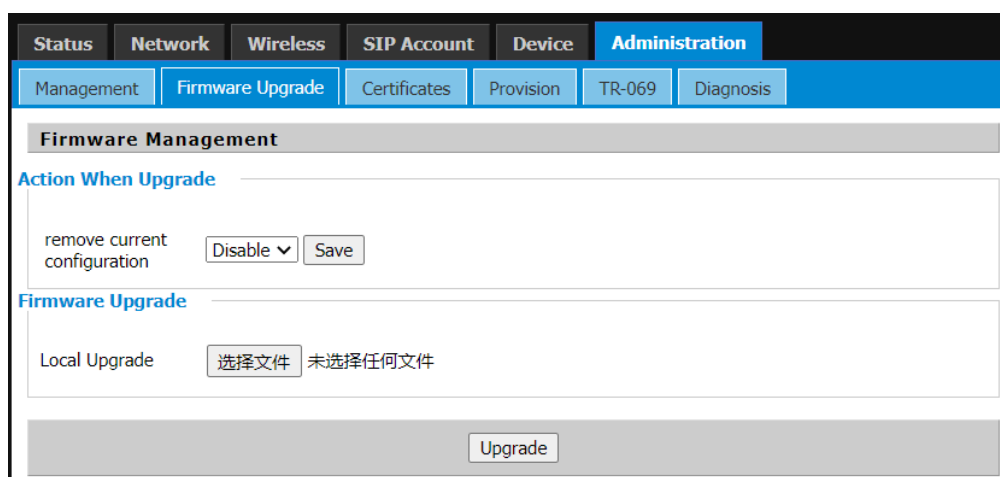 Status Network Wireless SIP Account Device Administration
Management Firmware Upgrade Certificates Provision TR-069 Diagnosis
Firmware Management
Action When Upgrade
remove current
configuration
Disable Save
Firmware Upgrade
Local Upgrade 选择文件 未选择任何文件
Upgrade